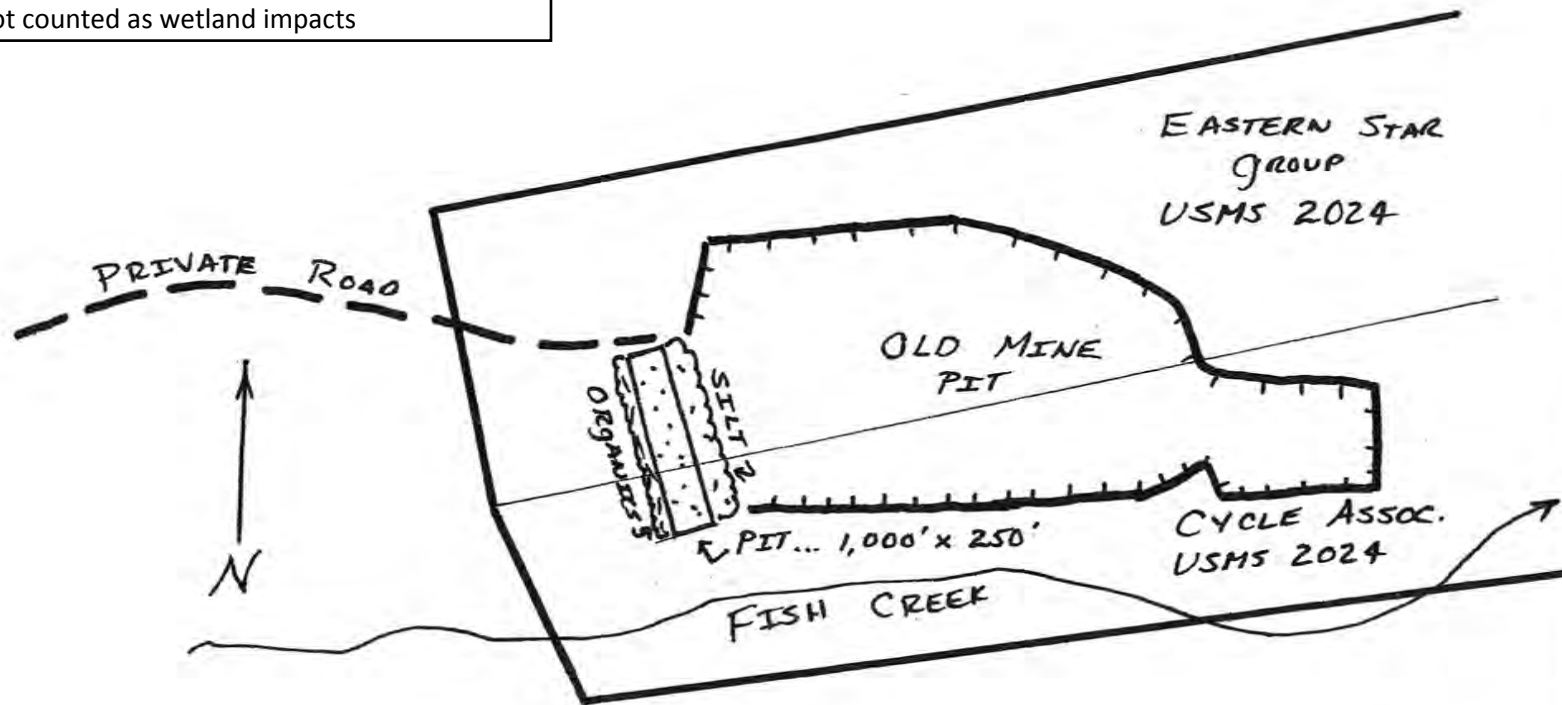 ot counted as wetland impacts
EASTERN STAR
GROUP
USMS 2024
PRIVATE ROAD
OLD MINE
PIT
ORGANICS
SILT
PIT... 1,000' x 250'
CYCLE ASSOC.
USMS 2024
FISH CREEK
N